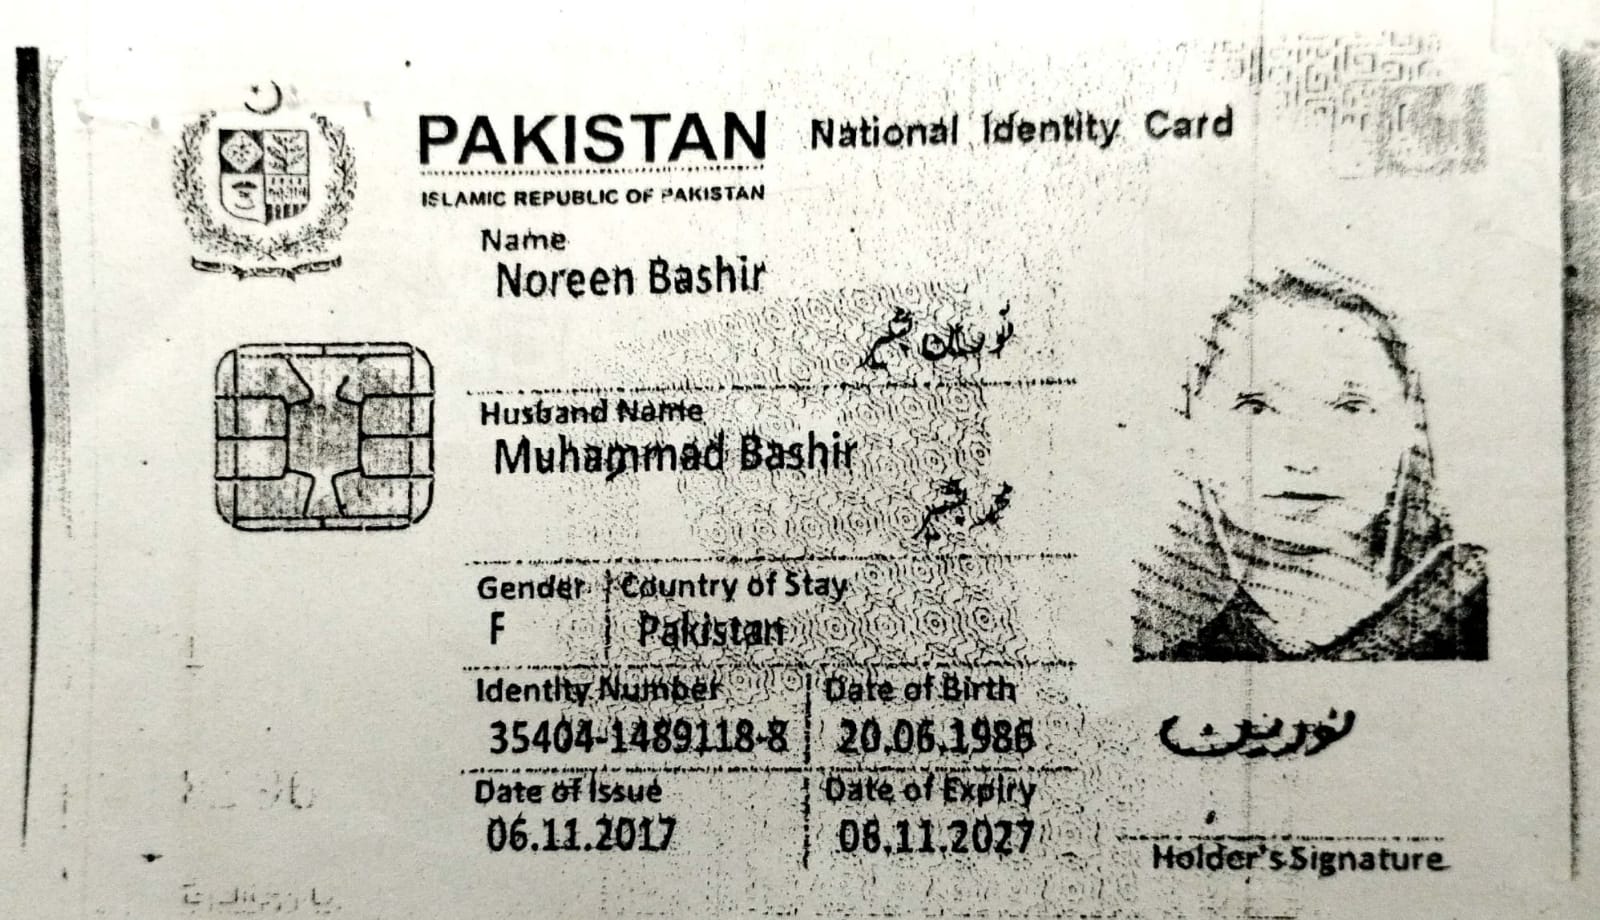 PAKISTAN National Identity Card
ISLAMIC REPUBLIC OF PAKISTAN
Name
Noreen Bashir
نورین بشیر
Husband Name
Muhammad Bashir
محمد بشیر
Gender Country of Stay
F Pakistan
Identity Number Date of Birth
35404-1489118-8 20.06.1986
نورین
Date of Issue Date of Expiry
06.11.2017 06.11.2027
Holder's Signature